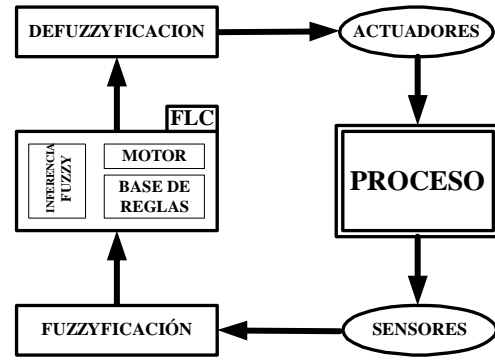 DEFUZZYFICACION
ACTUADORES
FLC
INFERENCIA
FUZZY
MOTOR
BASE DE
REGLAS
PROCESO
FUZZYFICACIÓN
SENSORES